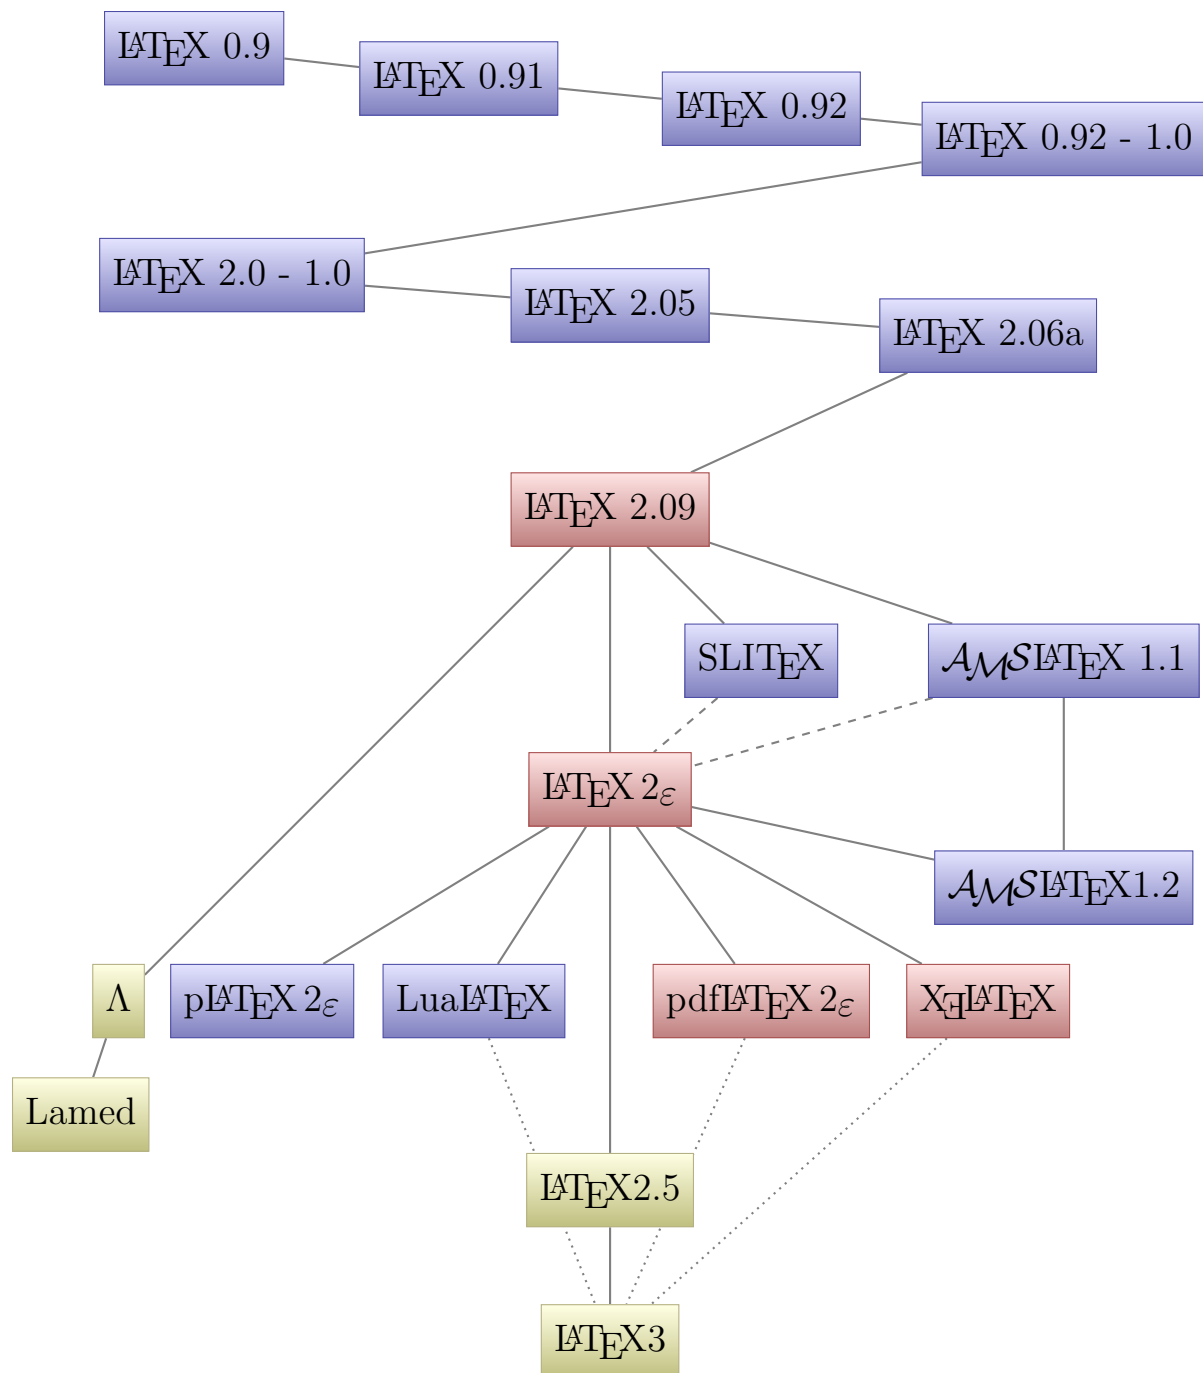 LATEX 0.9
LATEX 0.91
LATEX 0.92
LATEX 0.92 - 1.0
LATEX 2.0 - 1.0
LATEX 2.05
LATEX 2.06a
LATEX 2.09
SLITEX
AMSLATEX 1.1
LATEX 2ε
AMSLATEX1.2
Λ
pLATEX 2ε
LuaLATEX
pdfLATEX 2ε
XƎLATEX
Lamed
LATEX2.5
LATEX3